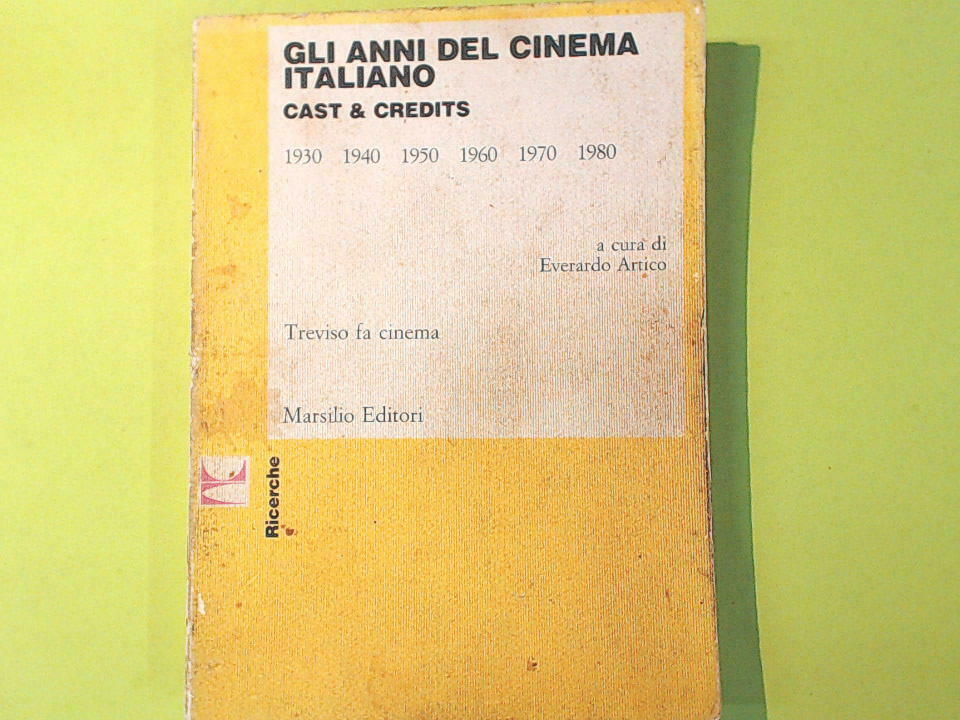 GLI ANNI DEL CINEMA
ITALIANO
CAST & CREDITS
1930 1940 1950 1960 1970 1980
a cura di
Everardo Artico
Treviso fa cinema
Marsilio Editori
Ricerche